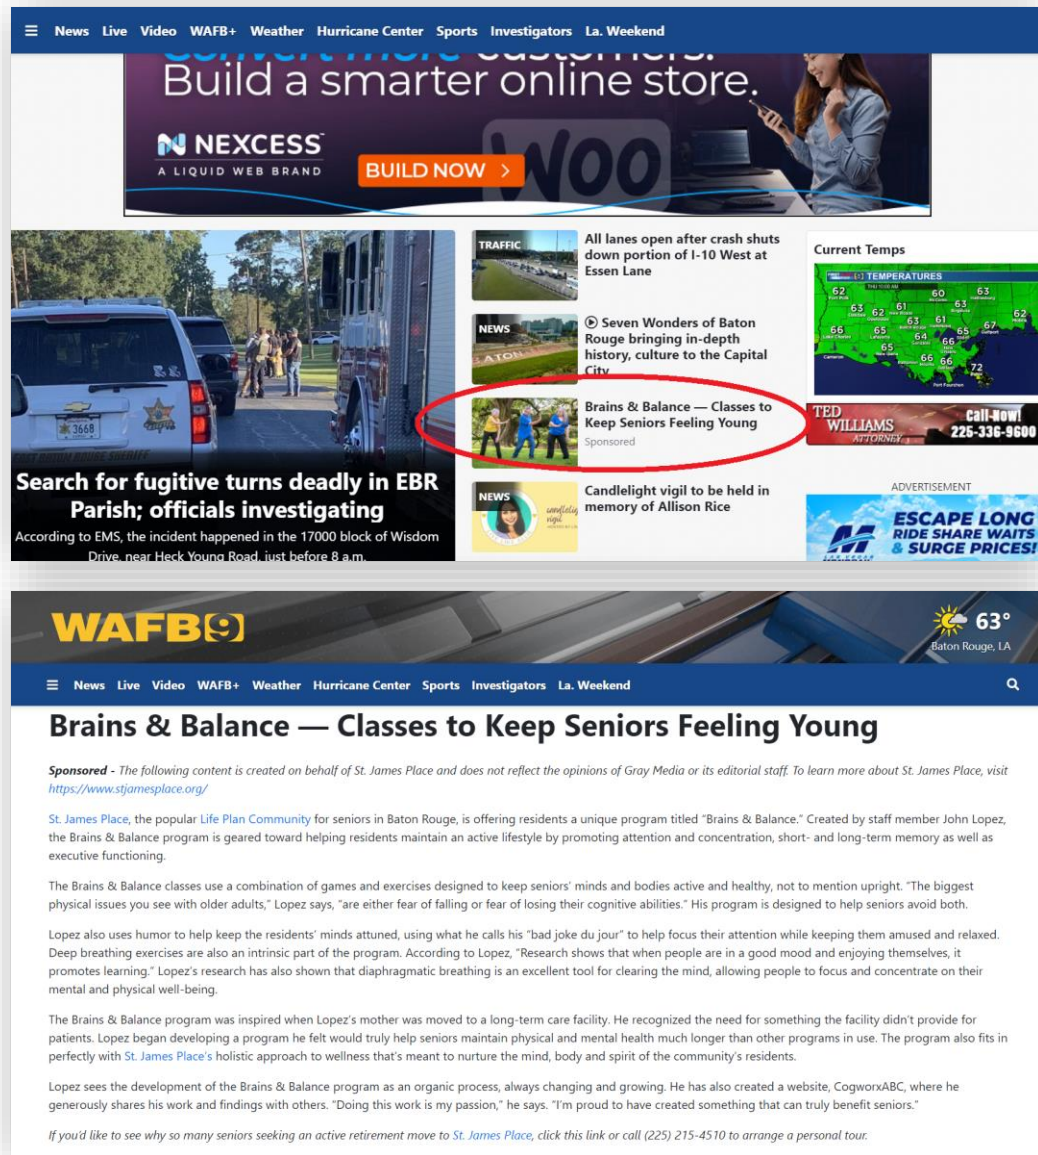 ☰ News Live Video WAFB+ Weather Hurricane Center Sports Investigators La. Weekend
Convert more customers.
Build a smarter online store.
NEXCESS
A LIQUID WEB BRAND
BUILD NOW >
WOO
Search for fugitive turns deadly in EBR
Parish; officials investigating
According to EMS, the incident happened in the 17000 block of Wisdom
Drive, near Heck Young Road, just before 8 a.m.
3668
TRAFFIC
All lanes open after crash shuts
down portion of I-10 West at
Essen Lane
NEWS
Seven Wonders of Baton
Rouge bringing in-depth
history, culture to the Capital
City
Brains & Balance — Classes to
Keep Seniors Feeling Young
Sponsored
NEWS
candlelight
vigil
Candlelight vigil to be held in
memory of Allison Rice
Current Temps
TEMPERATURES
62 60 63
63 62 61 63 62
66 65 63 61 65 67
65 64 66
66 66 72
TED
WILLIAMS
ATTORNEY
Call Now!
225-336-9600
ADVERTISEMENT
ESCAPE LONG
RIDE SHARE WAITS
& SURGE PRICES!
WAFB9
63°
Baton Rouge, LA
☰ News Live Video WAFB+ Weather Hurricane Center Sports Investigators La. Weekend
Brains & Balance — Classes to Keep Seniors Feeling Young
Sponsored - The following content is created on behalf of St. James Place and does not reflect the opinions of Gray Media or its editorial staff. To learn more about St. James Place, visit
https://www.stjamesplace.org/
St. James Place, the popular Life Plan Community for seniors in Baton Rouge, is offering residents a unique program titled "Brains & Balance." Created by staff member John Lopez,
the Brains & Balance program is geared toward helping residents maintain an active lifestyle by promoting attention and concentration, short- and long-term memory as well as
executive functioning.
The Brains & Balance classes use a combination of games and exercises designed to keep seniors' minds and bodies active and healthy, not to mention upright. "The biggest
physical issues you see with older adults," Lopez says, "are either fear of falling or fear of losing their cognitive abilities." His program is designed to help seniors avoid both.
Lopez also uses humor to help keep the residents' minds attuned, using what he calls his "bad joke du jour" to help focus their attention while keeping them amused and relaxed.
Deep breathing exercises are also an intrinsic part of the program. According to Lopez, "Research shows that when people are in a good mood and enjoying themselves, it
promotes learning." Lopez's research has also shown that diaphragmatic breathing is an excellent tool for clearing the mind, allowing people to focus and concentrate on their
mental and physical well-being.
The Brains & Balance program was inspired when Lopez's mother was moved to a long-term care facility. He recognized the need for something the facility didn't provide for
patients. Lopez began developing a program he felt would truly help seniors maintain physical and mental health much longer than other programs in use. The program also fits in
perfectly with St. James Place's holistic approach to wellness that's meant to nurture the mind, body and spirit of the community's residents.
Lopez sees the development of the Brains & Balance program as an organic process, always changing and growing. He has also created a website, CogworxABC, where he
generously shares his work and findings with others. "Doing this work is my passion," he says. "I'm proud to have created something that can truly benefit seniors."
If you'd like to see why so many seniors seeking an active retirement move to St. James Place, click this link or call (225) 215-4510 to arrange a personal tour.